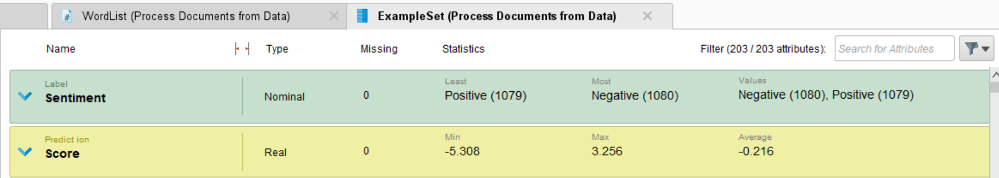 # WordList (Process Documents from Data) ExampleSet (Process Documents from Data)
Name Type Missing Statistics Filter (203 / 203 attributes): Search for Attributes
Label Least Most Values
Sentiment Nominal 0 Positive (1079) Negative (1080) Negative (1080), Positive (1079)
Predict ion Min Max Average
Score Real 0 -5.308 3.256 -0.216